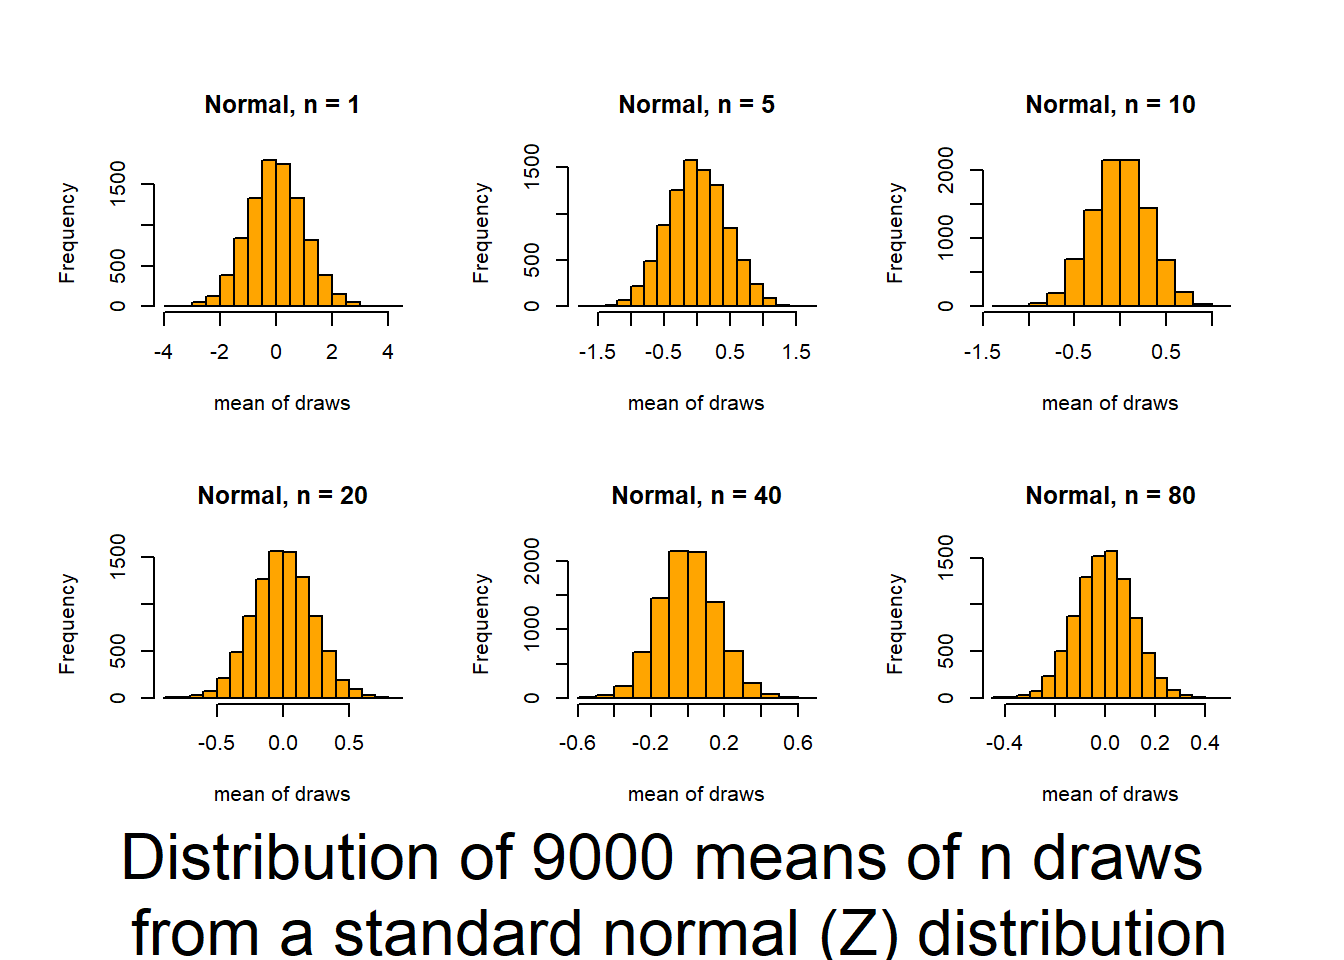 Normal, n = 1
Frequency
1500
500
0
-4 -2 0 2 4
mean of draws
Normal, n = 5
Frequency
1500
500
0
-1.5 -0.5 0.5 1.5
mean of draws
Normal, n = 10
Frequency
2000
1000
0
-1.5 -0.5 0.5
mean of draws
Normal, n = 20
Frequency
1500
500
0
-0.5 0.0 0.5
mean of draws
Normal, n = 40
Frequency
2000
1000
0
-0.6 -0.2 0.2 0.6
mean of draws
Normal, n = 80
Frequency
1500
500
0
-0.4 0.0 0.2 0.4
mean of draws
Distribution of 9000 means of n draws
from a standard normal (Z) distribution